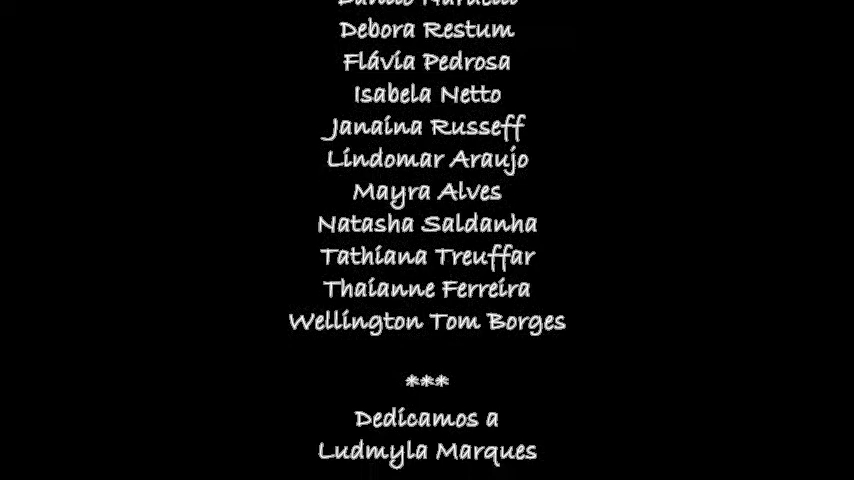 Debora Restum
Flávia Pedrosa
Isabela Netto
Janaina Russeff
Lindomar Araujo
Mayra Alves
Natasha Saldanha
Tathiana Treuffar
Thaianne Ferreira
Wellington Tom Borges
***
Dedicamos a
Ludmyla Marques